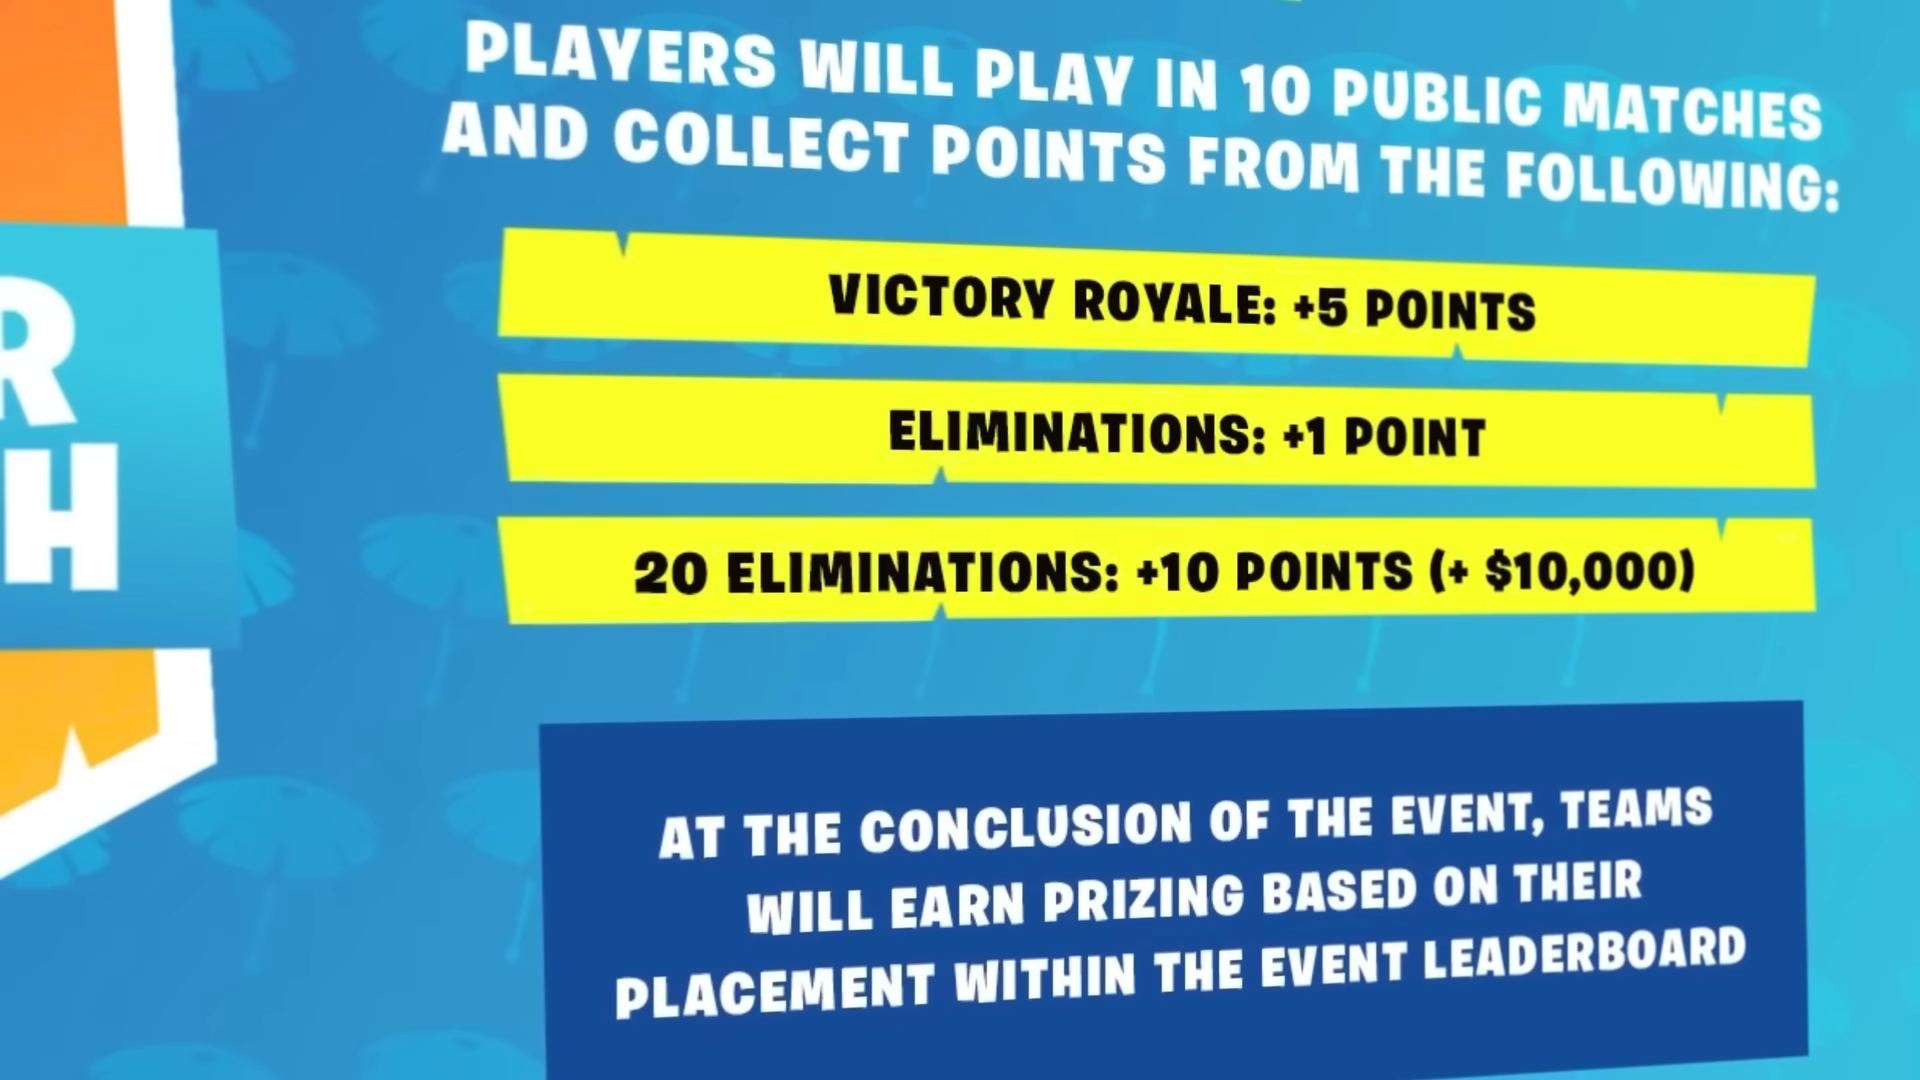 PLAYERS WILL PLAY IN 10 PUBLIC MATCHES
AND COLLECT POINTS FROM THE FOLLOWING:
VICTORY ROYALE: +5 POINTS
ELIMINATIONS: +1 POINT
20 ELIMINATIONS: +10 POINTS (+ $10,000)
AT THE CONCLUSION OF THE EVENT, TEAMS
WILL EARN PRIZING BASED ON THEIR
PLACEMENT WITHIN THE EVENT LEADERBOARD
R
H